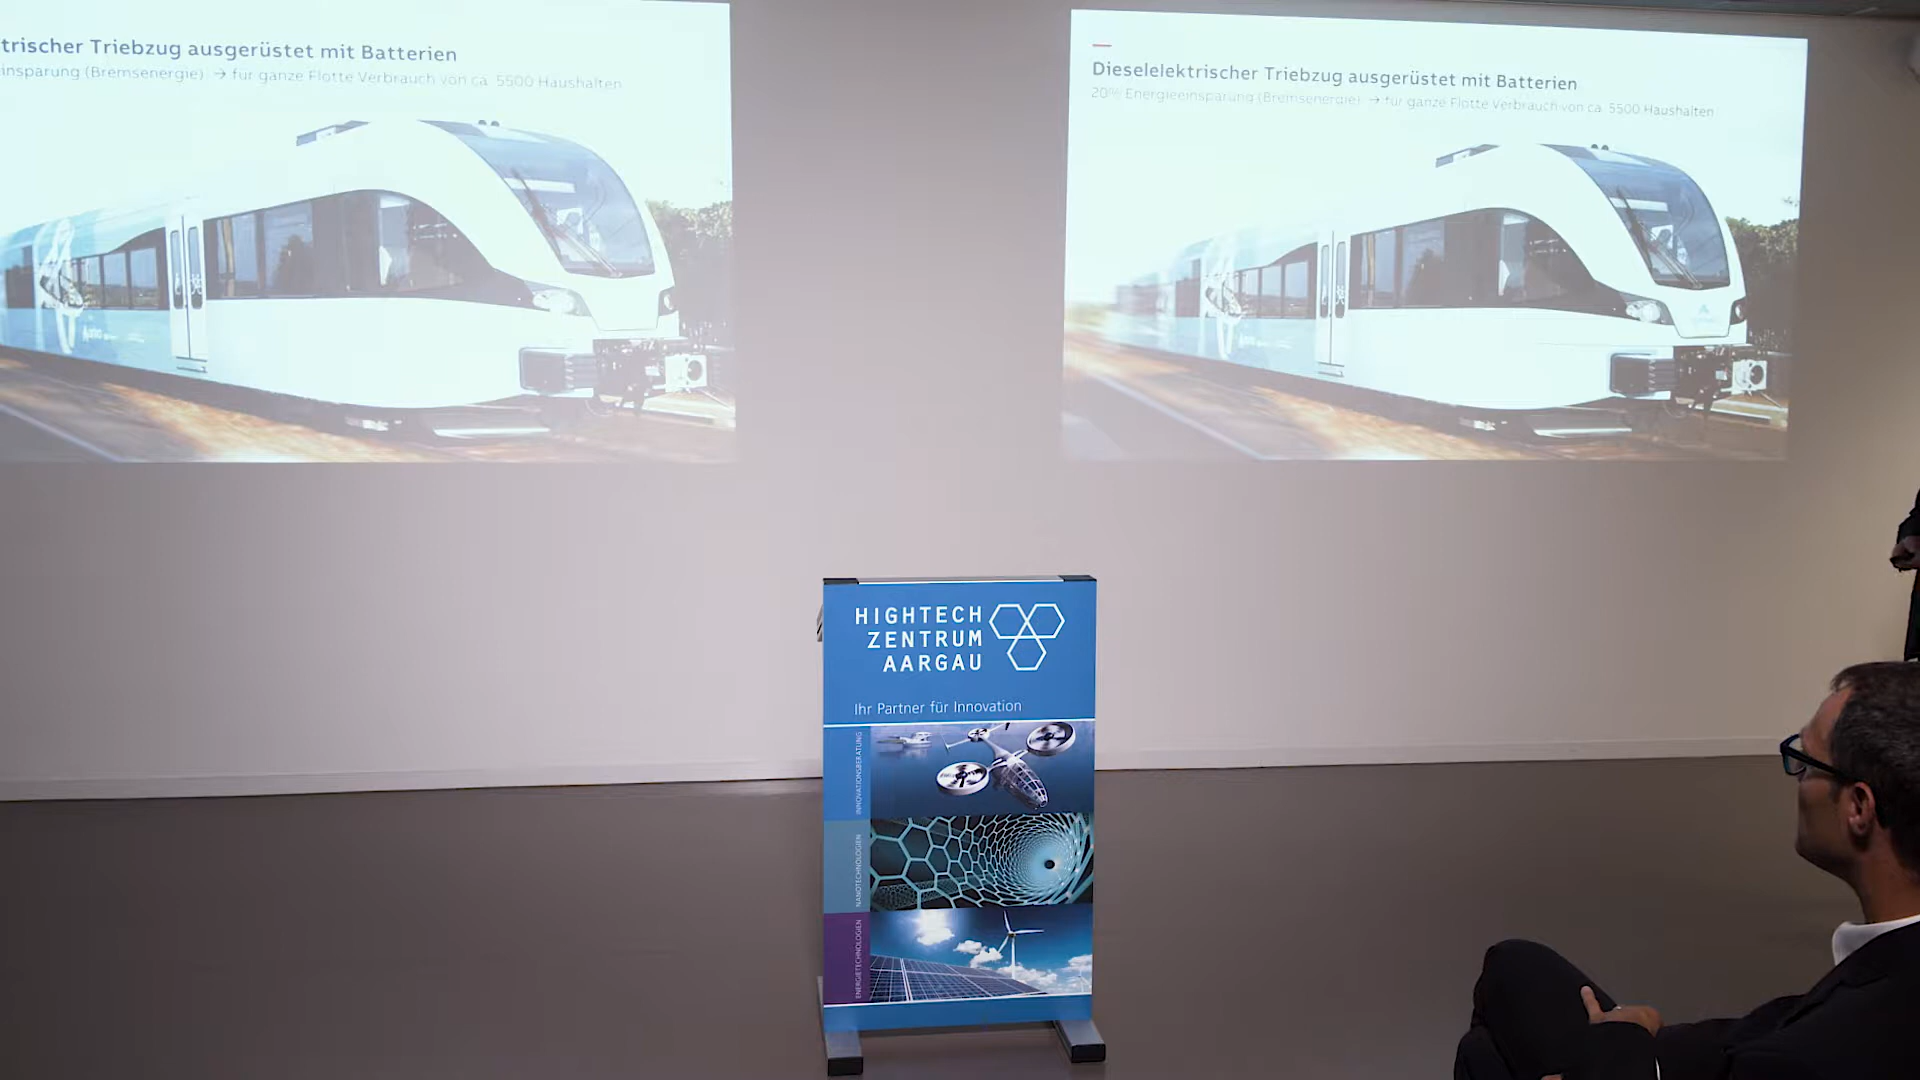 trischer Triebzug ausgerüstet mit Batterien
insparung (Bremsenergie) → für ganze Flotte Verbrauch von ca. 5500 Haushalten
Dieselelektrischer Triebzug ausgerüstet mit Batterien
20% Energieeinsparung (Bremsenergie) → für ganze Flotte Verbrauch von ca. 5500 Haushalten
HIGHTECH
ZENTRUM
AARGAU
Ihr Partner für Innovation
INNOVATIONSBERATUNG
NANOTECHNOLOGIEN
ENERGIETECHNOLOGIEN